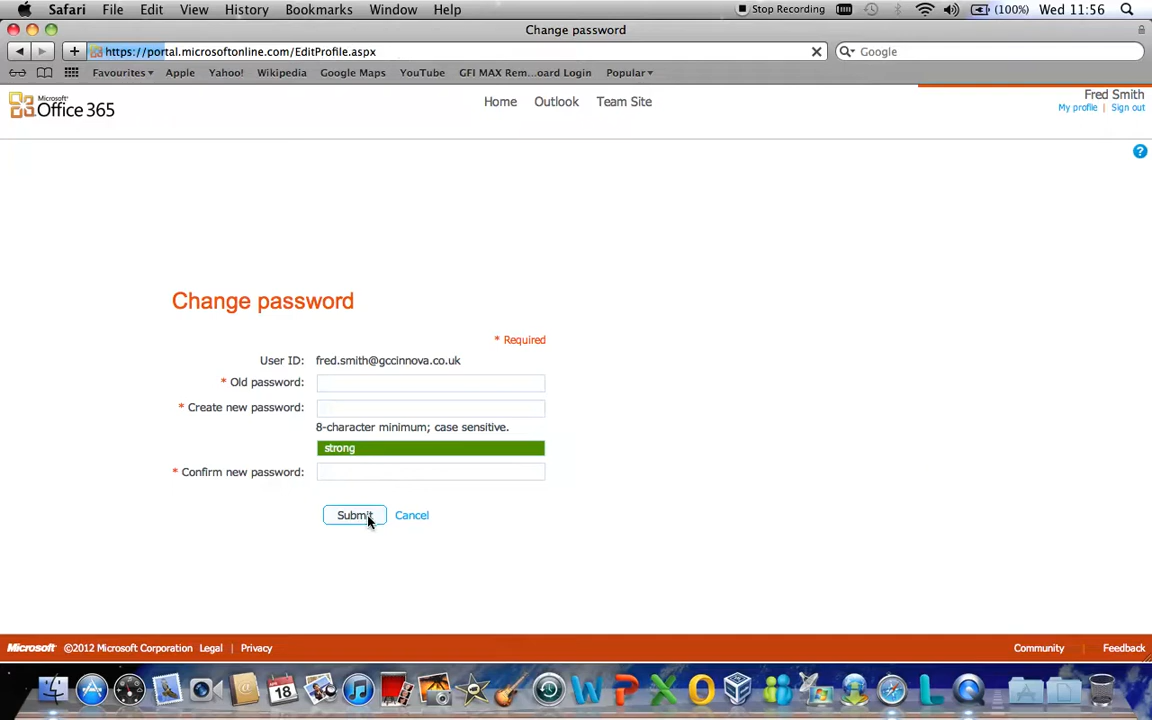 Safari File Edit View History Bookmarks Window Help Stop Recording (100%) Wed 11:56
Change password
https://portal.microsoftonline.com/EditProfile.aspx Google
Favourites Apple Yahoo! Wikipedia Google Maps YouTube GFI MAX Rem...oard Login Popular
Microsoft Office 365 Home Outlook Team Site Fred Smith
My profile | Sign out
?
Change password
* Required
User ID: fred.smith@gccinnova.co.uk
* Old password:
* Create new password:
8-character minimum; case sensitive.
strong
* Confirm new password:
Submit Cancel
Microsoft ©2012 Microsoft Corporation Legal | Privacy Community Feedback
18